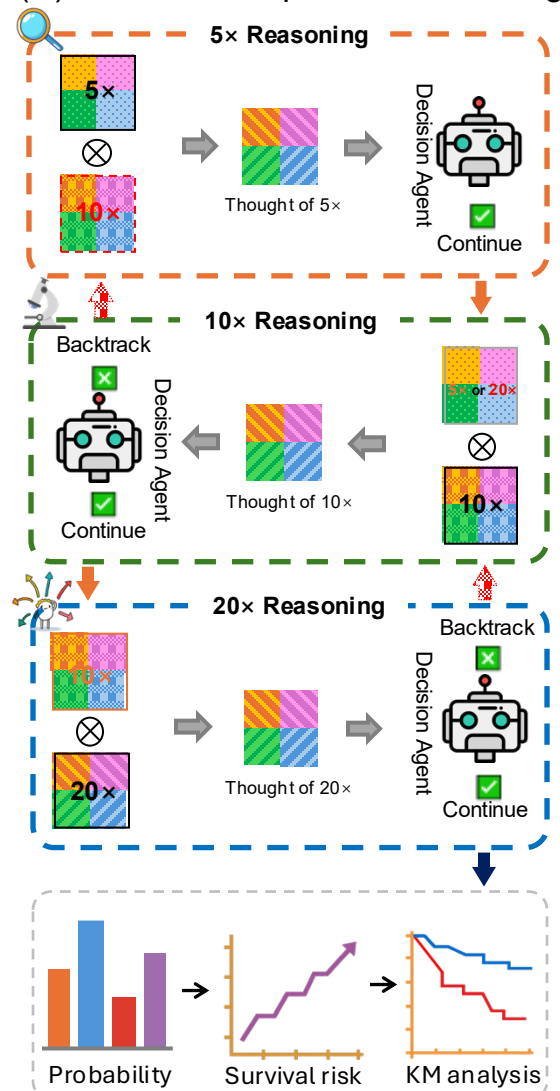 5× Reasoning
5×
10×
Thought of 5×
Decision Agent
Continue
10× Reasoning
Backtrack
Decision Agent
Continue
Thought of 10×
5× or 20×
10×
20× Reasoning
10×
20×
Thought of 20×
Decision Agent
Backtrack
Continue
Probability
Survival risk
KM analysis